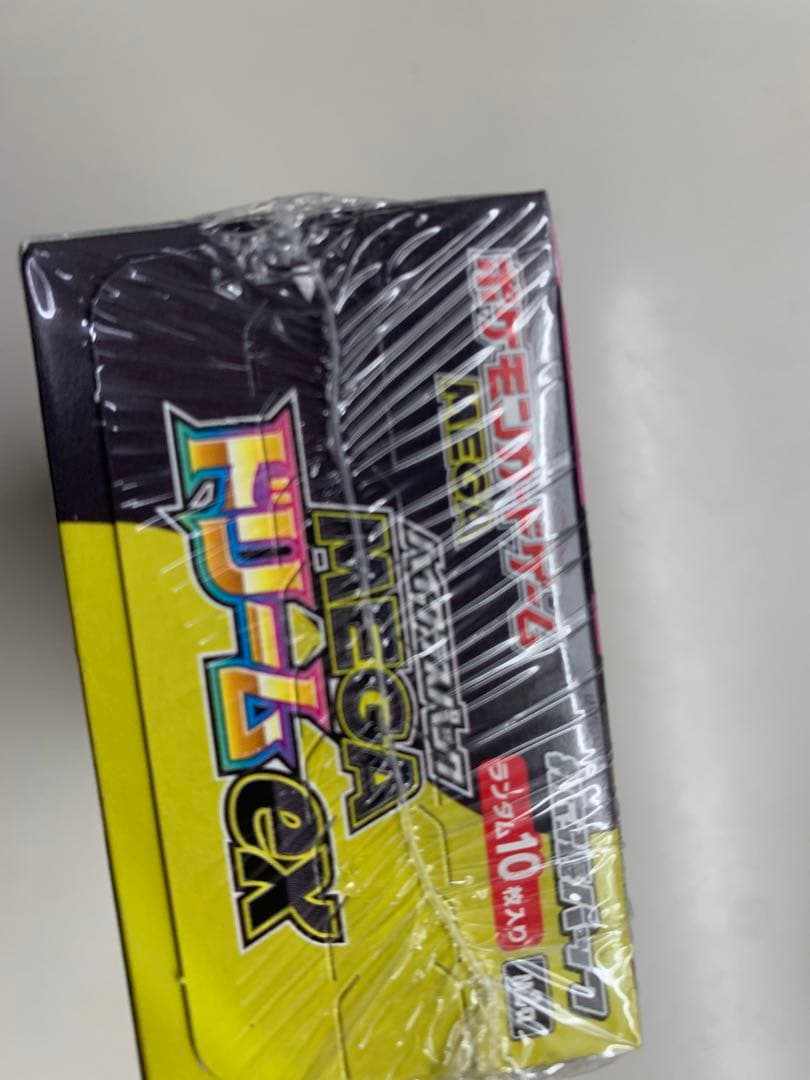 ポケモンカードゲーム
MEGA
ハイクラスパック
MEGA
ドリームex
ランダム10枚入り
M2a